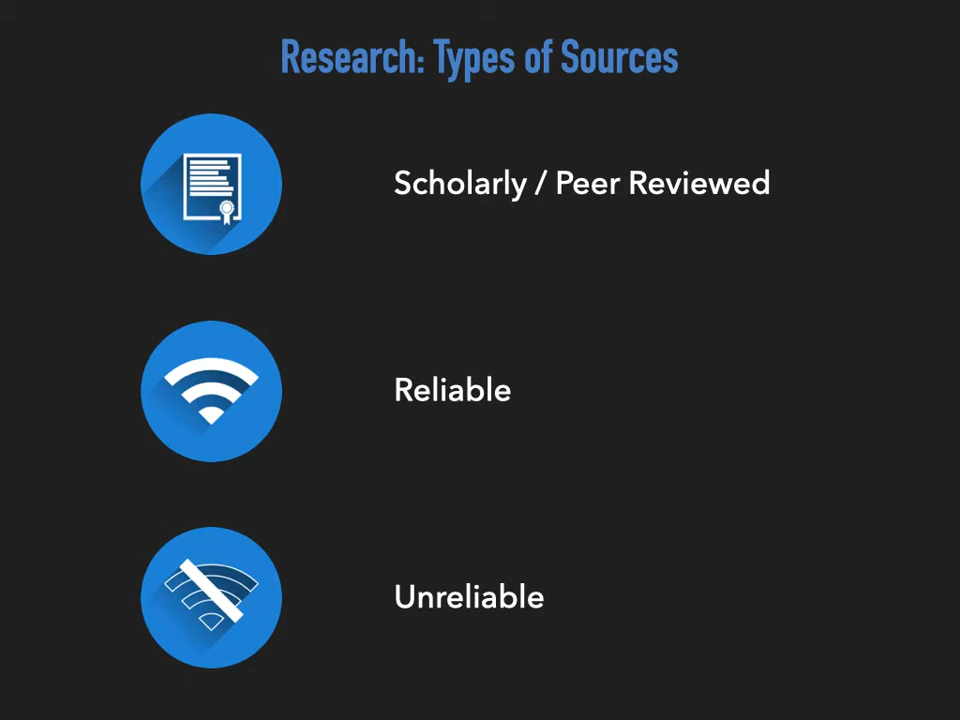 Research: Types of Sources
Scholarly / Peer Reviewed
Reliable
Unreliable